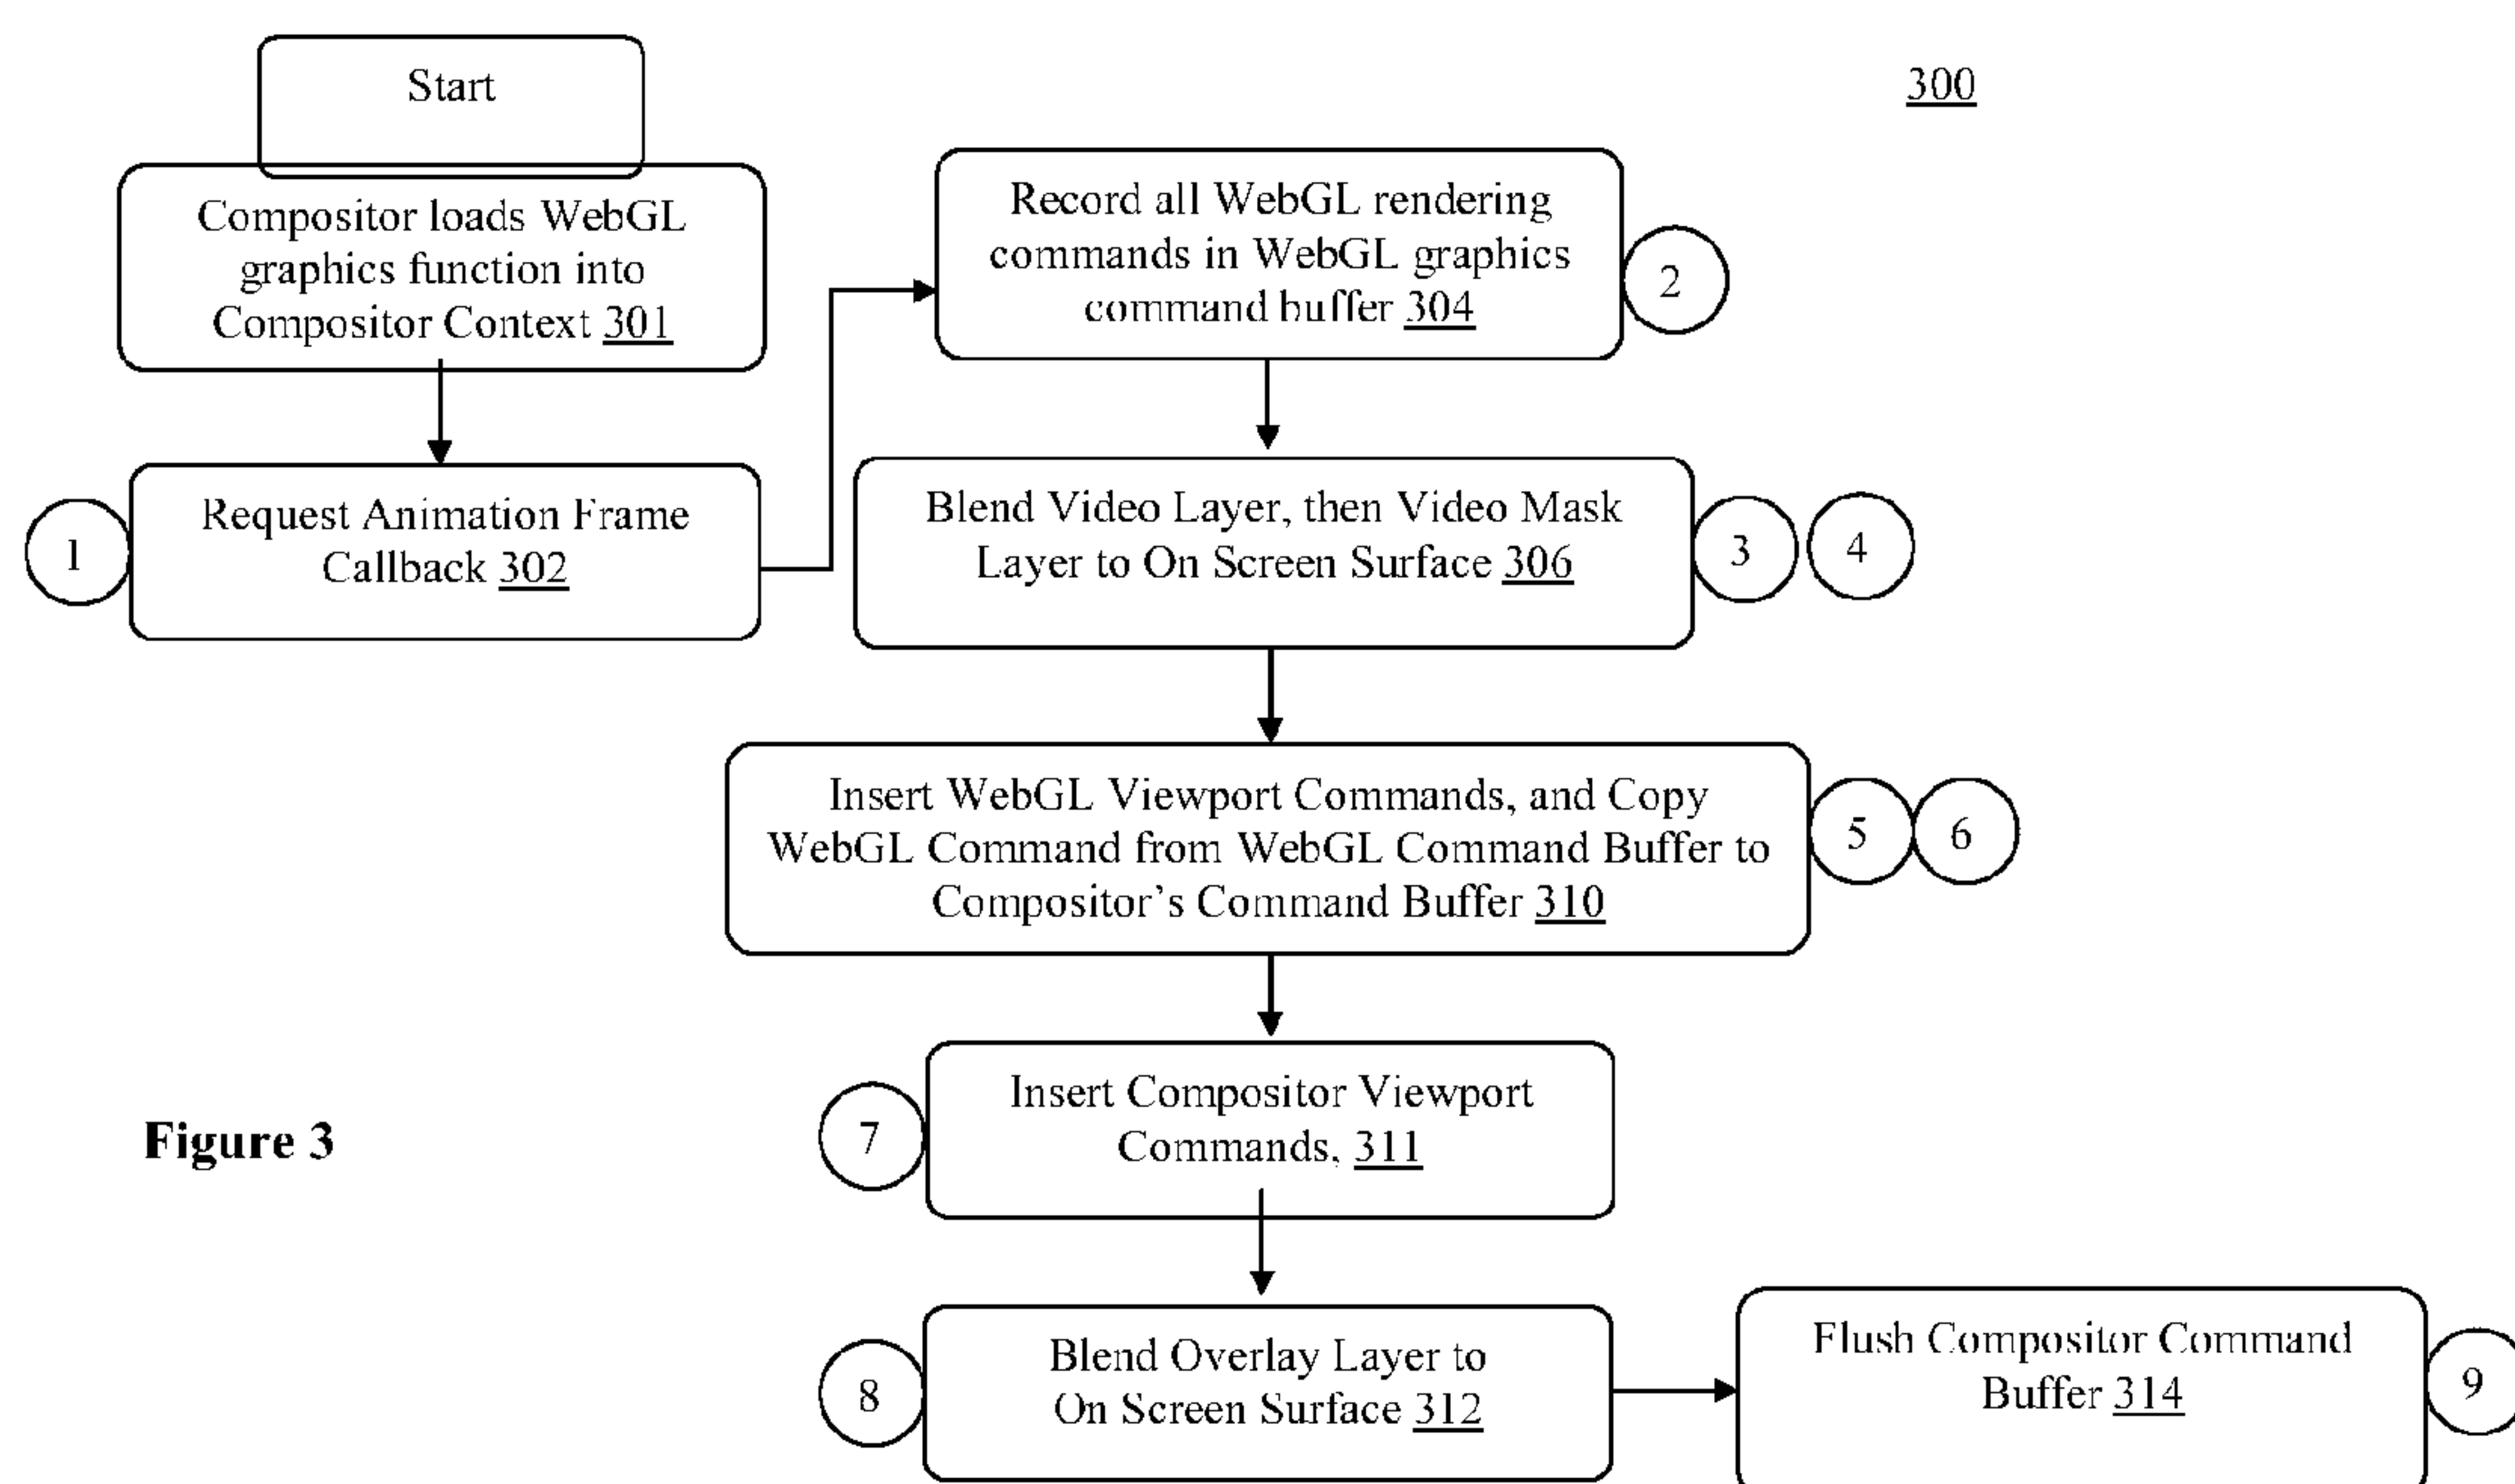 Start
300
Compositor loads WebGL
graphics function into
Compositor Context 301
1
Request Animation Frame
Callback 302
Record all WebGL rendering
commands in WebGL graphics
command buffer 304
2
Blend Video Layer, then Video Mask
Layer to On Screen Surface 306
3
4
Insert WebGL Viewport Commands, and Copy
WebGL Command from WebGL Command Buffer to
Compositor’s Command Buffer 310
5
6
7
Insert Compositor Viewport
Commands, 311
Figure 3
8
Blend Overlay Layer to
On Screen Surface 312
Flush Compositor Command
Buffer 314
9